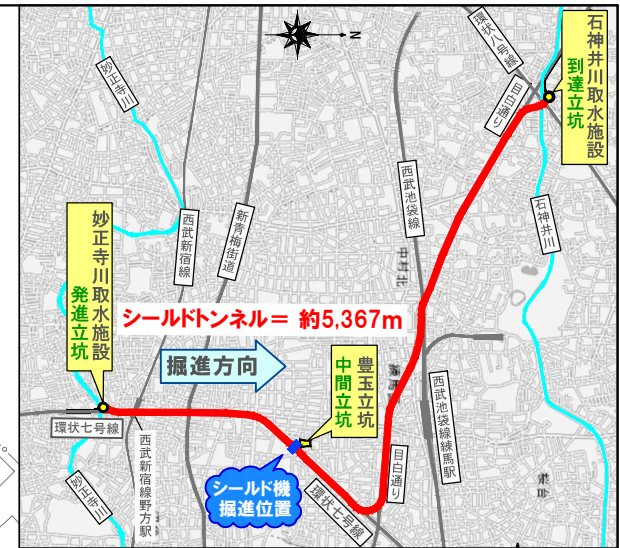 N
環状八号線
石神井川取水施設
到達立坑
妙正寺川
目白通り
西武池袋線
石神井川
西武新宿線
新青梅街道
中村北
妙正寺川取水施設
発進立坑
シールドトンネル＝ 約5,367m
掘進方向
豊玉立坑
中間立坑
環状七号線
西武新宿線野方駅
シールド機
掘進位置
環状七号線
目白通り
西武池袋線練馬駅
妙正寺川